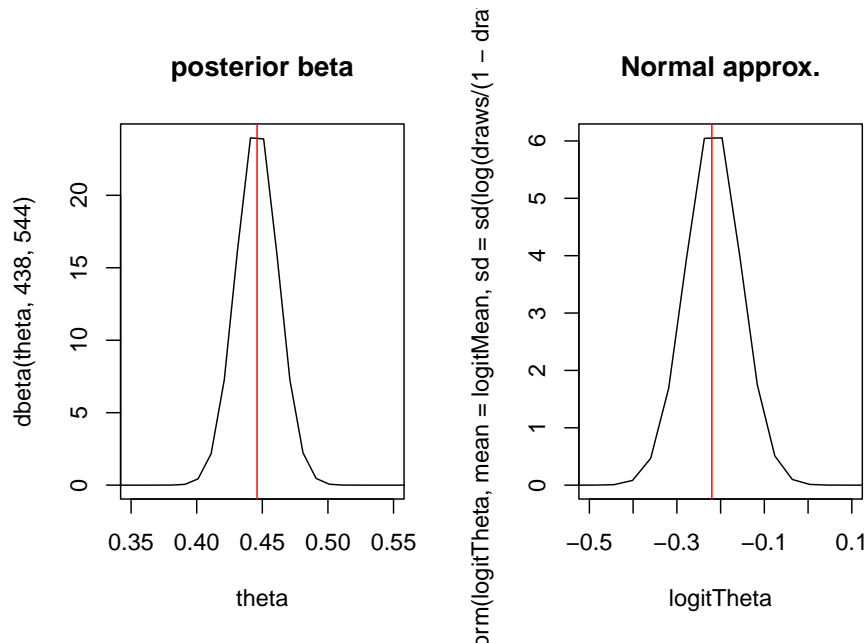 posterior beta
dbeta(theta, 438, 544)
20
15
10
5
0
0.35 0.40 0.45 0.50 0.55
theta
Normal approx.
orm(logitTheta, mean = logitMean, sd = sd(log(draws/(1 − dra
6
5
4
3
2
1
0
−0.5 −0.3 −0.1 0.1
logitTheta